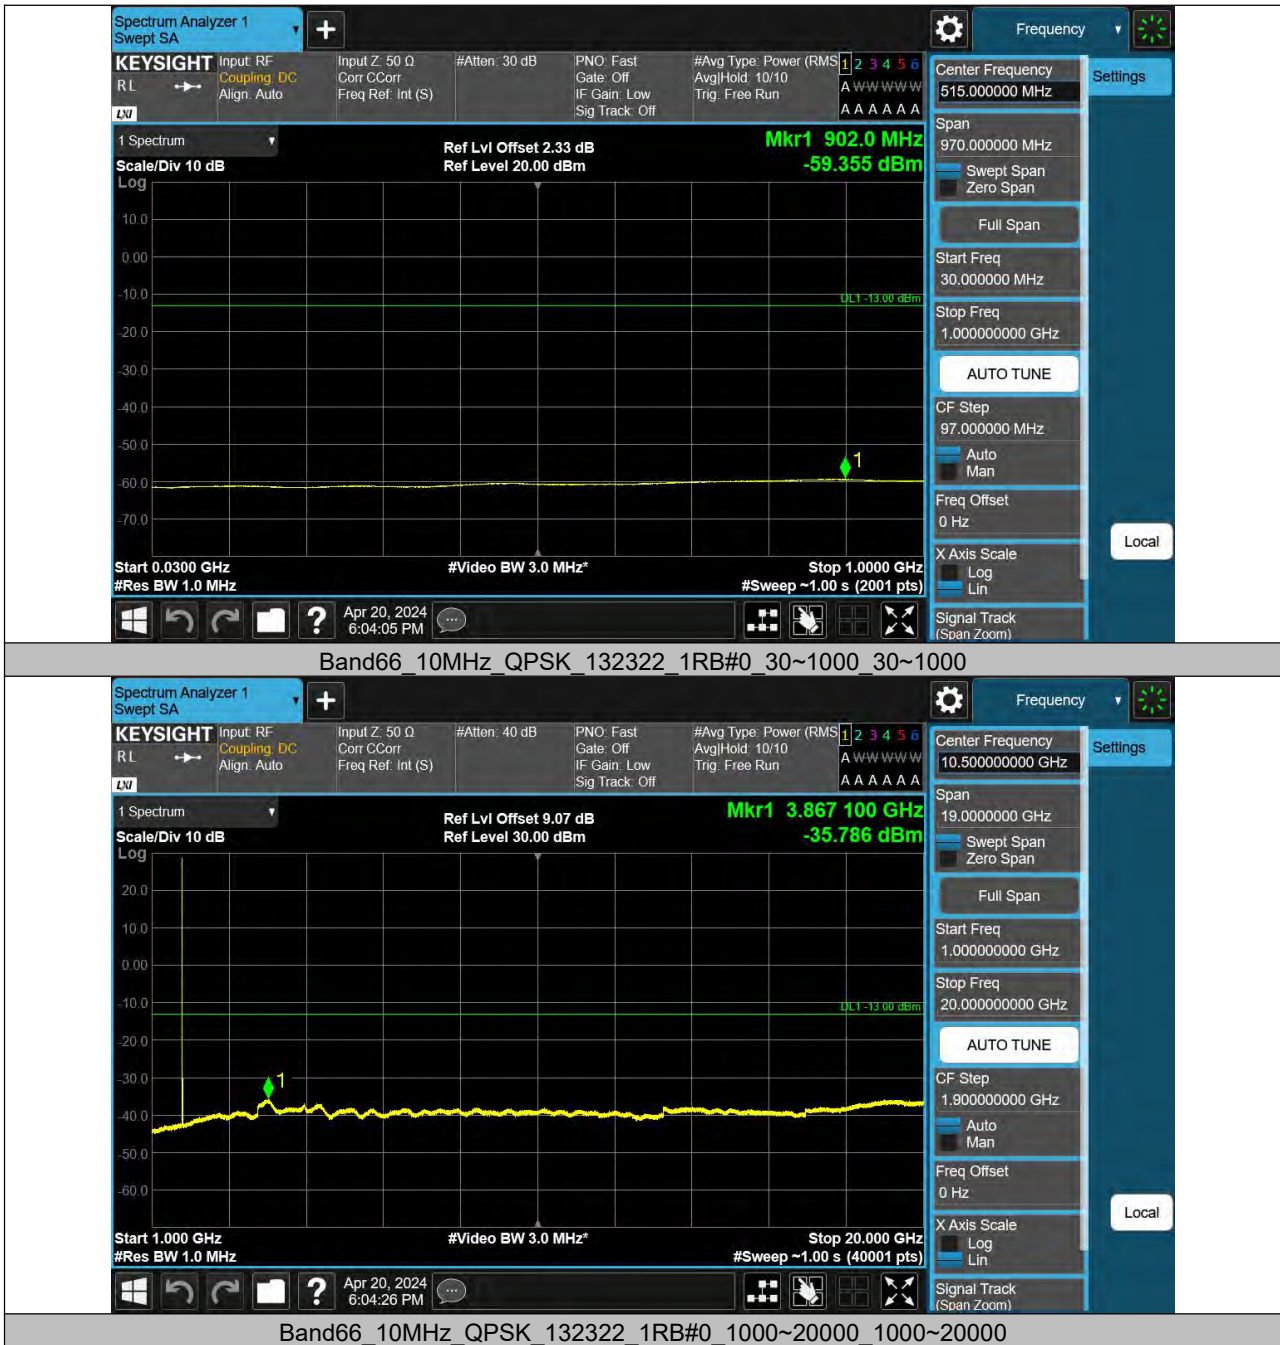 Spectrum Analyzer 1
Swept SA
Frequency
KEYSIGHT
RL
LXI
Input: RF
Coupling: DC
Align: Auto
Input Z: 50 Ω
Corr CCorr
Freq Ref: Int (S)
#Atten: 30 dB
PNO: Fast
Gate: Off
IF Gain: Low
Sig Track: Off
#Avg Type: Power (RMS
Avg|Hold: 10/10
Trig: Free Run
1 2 3 4 5 6
A W W W W W
A A A A A A
1 Spectrum
Scale/Div 10 dB
Ref Lvl Offset 2.33 dB
Ref Level 20.00 dBm
Mkr1 902.0 MHz
-59.355 dBm
Log
10.0
0.00
-10.0
-20.0
-30.0
-40.0
-50.0
-60.0
-70.0
DL1 -13.00 dBm
1
Start 0.0300 GHz
#Res BW 1.0 MHz
#Video BW 3.0 MHz*
Stop 1.0000 GHz
#Sweep ~1.00 s (2001 pts)
Apr 20, 2024
6:04:05 PM
Center Frequency
515.000000 MHz
Span
970.000000 MHz
Swept Span
Zero Span
Full Span
Start Freq
30.000000 MHz
Stop Freq
1.000000000 GHz
AUTO TUNE
CF Step
97.000000 MHz
Auto
Man
Freq Offset
0 Hz
X Axis Scale
Log
Lin
Signal Track
(Span Zoom)
Settings
Local
Band66_10MHz_QPSK_132322_1RB#0_30~1000_30~1000
Spectrum Analyzer 1
Swept SA
Frequency
KEYSIGHT
RL
LXI
Input: RF
Coupling: DC
Align: Auto
Input Z: 50 Ω
Corr CCorr
Freq Ref: Int (S)
#Atten: 40 dB
PNO: Fast
Gate: Off
IF Gain: Low
Sig Track: Off
#Avg Type: Power (RMS
Avg|Hold: 10/10
Trig: Free Run
1 2 3 4 5 6
A W W W W W
A A A A A A
1 Spectrum
Scale/Div 10 dB
Ref Lvl Offset 9.07 dB
Ref Level 30.00 dBm
Mkr1 3.867 100 GHz
-35.786 dBm
Log
20.0
10.0
0.00
-10.0
-20.0
-30.0
-40.0
-50.0
-60.0
DL1 -13.00 dBm
1
Start 1.000 GHz
#Res BW 1.0 MHz
#Video BW 3.0 MHz*
Stop 20.000 GHz
#Sweep ~1.00 s (40001 pts)
Apr 20, 2024
6:04:26 PM
Center Frequency
10.500000000 GHz
Span
19.0000000 GHz
Swept Span
Zero Span
Full Span
Start Freq
1.000000000 GHz
Stop Freq
20.000000000 GHz
AUTO TUNE
CF Step
1.900000000 GHz
Auto
Man
Freq Offset
0 Hz
X Axis Scale
Log
Lin
Signal Track
(Span Zoom)
Settings
Local
Band66_10MHz_QPSK_132322_1RB#0_1000~20000_1000~20000